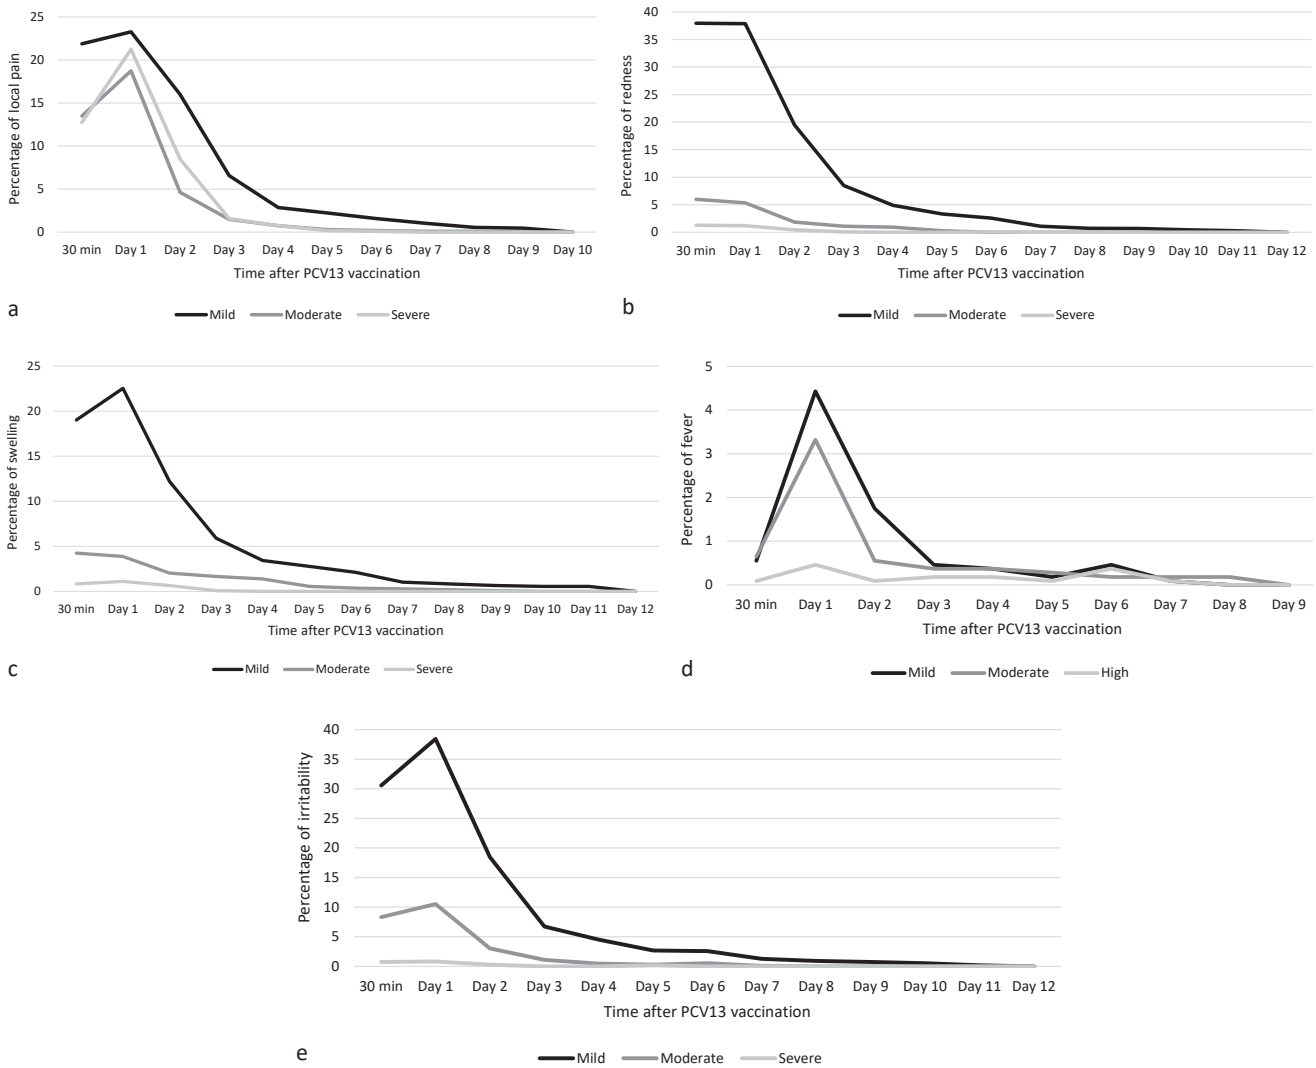 25
20
15
10
5
0
Percentage of local pain
30 min Day 1 Day 2 Day 3 Day 4 Day 5 Day 6 Day 7 Day 8 Day 9 Day 10
Time after PCV13 vaccination
Mild Moderate Severe
a
40
35
30
25
20
15
10
5
0
Percentage of redness
30 min Day 1 Day 2 Day 3 Day 4 Day 5 Day 6 Day 7 Day 8 Day 9 Day 10 Day 11 Day 12
Time after PCV13 vaccination
Mild Moderate Severe
b
25
20
15
10
5
0
Percentage of swelling
30 min Day 1 Day 2 Day 3 Day 4 Day 5 Day 6 Day 7 Day 8 Day 9 Day 10 Day 11 Day 12
Time after PCV13 vaccination
Mild Moderate Severe
c
5
4
3
2
1
0
Percentage of fever
30 min Day 1 Day 2 Day 3 Day 4 Day 5 Day 6 Day 7 Day 8 Day 9
Time after PCV13 vaccination
Mild Moderate High
d
40
35
30
25
20
15
10
5
0
Percentage of irritability
30 min Day 1 Day 2 Day 3 Day 4 Day 5 Day 6 Day 7 Day 8 Day 9 Day 10 Day 11 Day 12
Time after PCV13 vaccination
Mild Moderate Severe
e